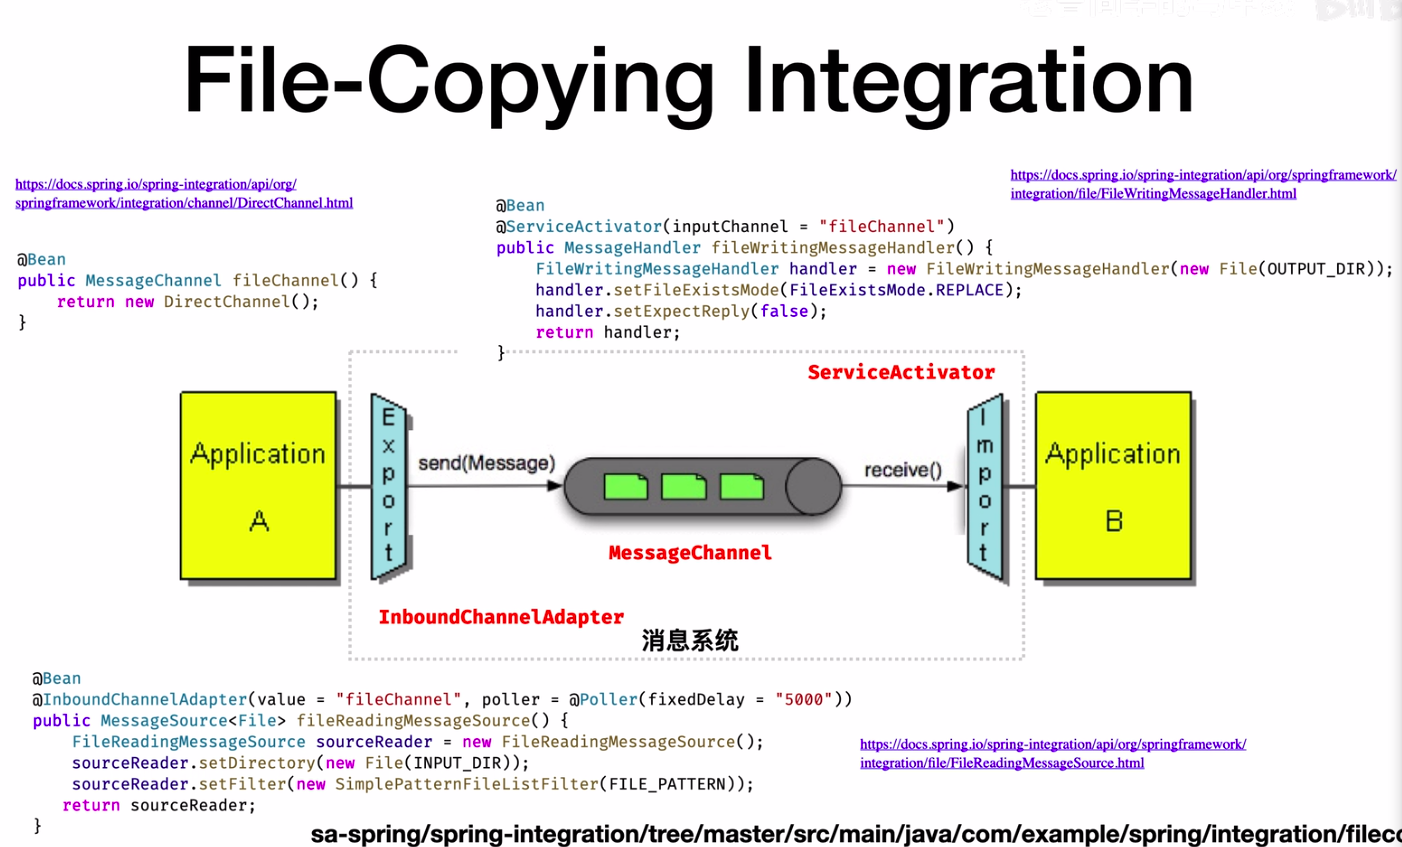 File-Copying Integration
https://docs.spring.io/spring-integration/api/org/
springframework/integration/channel/DirectChannel.html
@Bean
public MessageChannel fileChannel() {
    return new DirectChannel();
}
@Bean
@ServiceActivator(inputChannel = "fileChannel")
public MessageHandler fileWritingMessageHandler() {
    FileWritingMessageHandler handler = new FileWritingMessageHandler(new File(OUTPUT_DIR));
    handler.setFileExistsMode(FileExistsMode.REPLACE);
    handler.setExpectReply(false);
    return handler;
}
https://docs.spring.io/spring-integration/api/org/springframework/
integration/file/FileWritingMessageHandler.html
ServiceActivator
Application
A
Export
send(Message)
receive()
Import
Application
B
MessageChannel
InboundChannelAdapter
消息系统
@Bean
@InboundChannelAdapter(value = "fileChannel", poller = @Poller(fixedDelay = "5000"))
public MessageSource<File> fileReadingMessageSource() {
    FileReadingMessageSource sourceReader = new FileReadingMessageSource();
    sourceReader.setDirectory(new File(INPUT_DIR));
    sourceReader.setFilter(new SimplePatternFileListFilter(FILE_PATTERN));
   return sourceReader;
}
https://docs.spring.io/spring-integration/api/org/springframework/
integration/file/FileReadingMessageSource.html
sa-spring/spring-integration/tree/master/src/main/java/com/example/spring/integration/filec